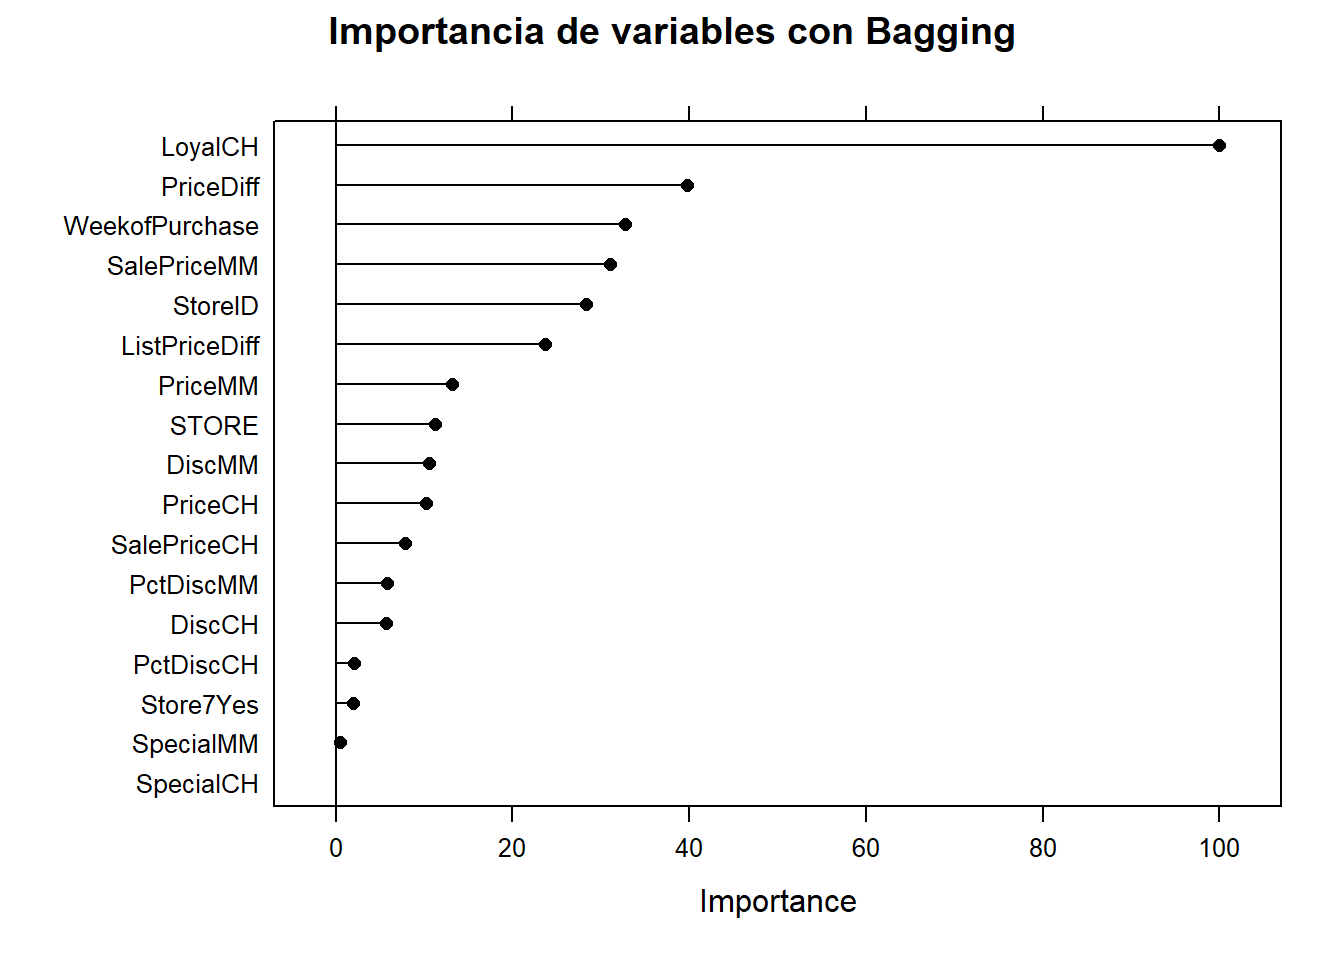 Importancia de variables con Bagging
LoyalCH
PriceDiff
WeekofPurchase
SalePriceMM
StoreID
ListPriceDiff
PriceMM
STORE
DiscMM
PriceCH
SalePriceCH
PctDiscMM
DiscCH
PctDiscCH
Store7Yes
SpecialMM
SpecialCH
0 20 40 60 80 100
Importance